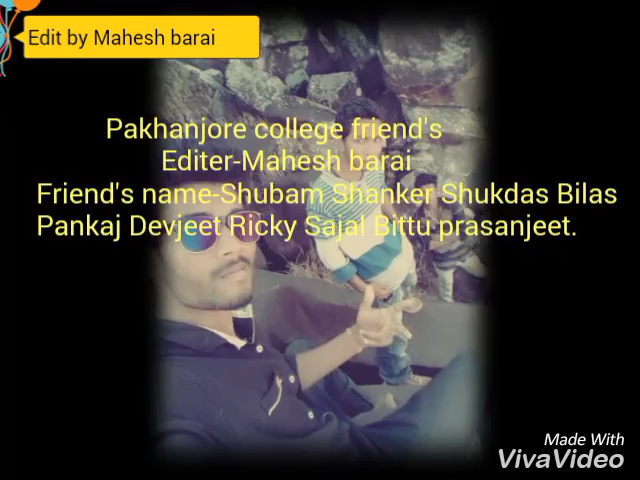 Edit by Mahesh barai
Pakhanjore college friend's
Editer-Mahesh barai
Friend's name-Shubam Shanker Shukdas Bilas
Pankaj Devjeet Ricky Sajal Bittu prasanjeet.
Made With
VivaVideo